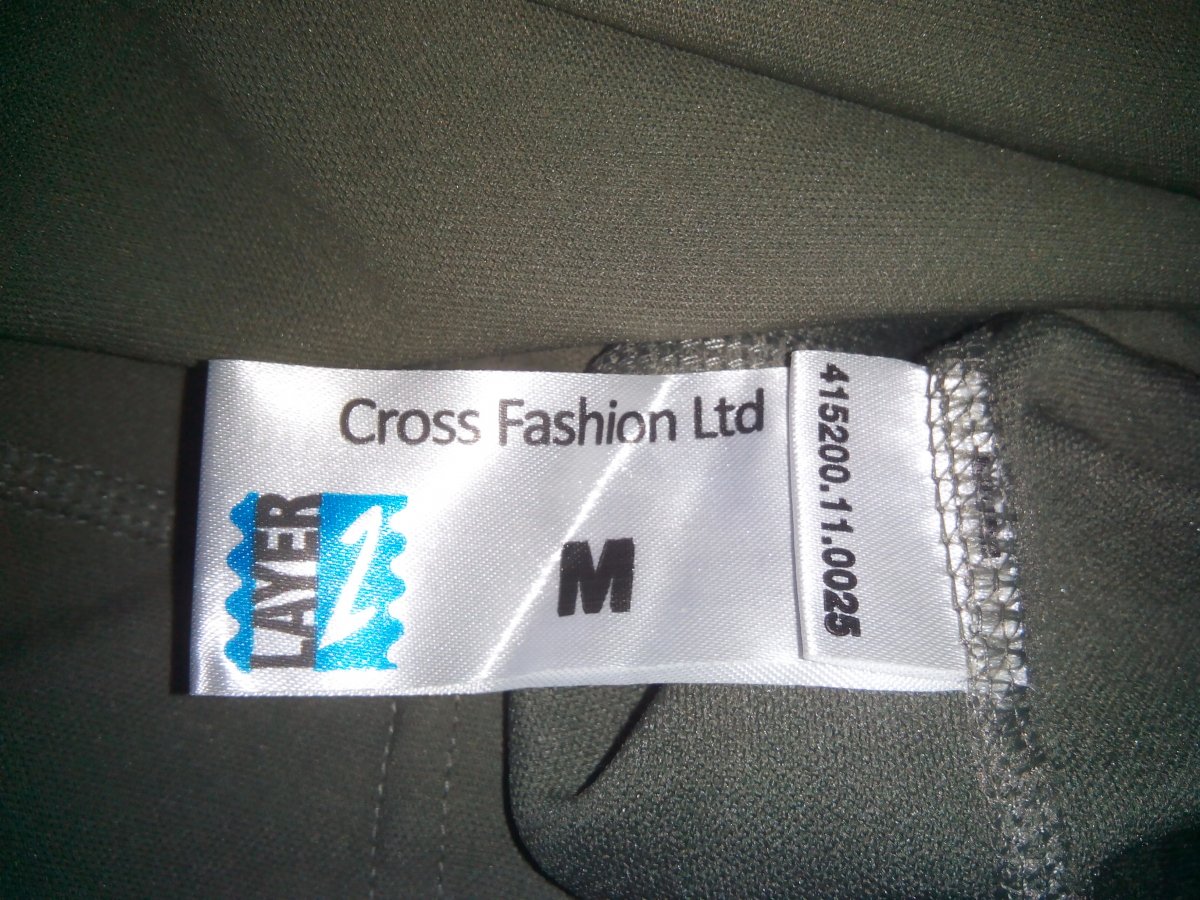 Cross Fashion Ltd
LAYER 2
M
415200.11.0025